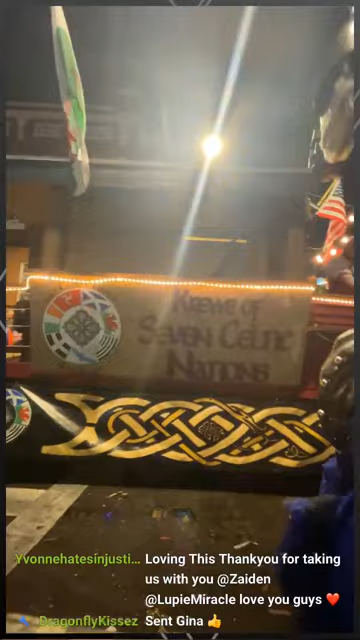 Krewe of
Seven Celtic
Nations
Yvonnehatesinjusti... Loving This Thankyou for taking
us with you @Zaiden
@LupieMiracle love you guys ❤️
DragonflyKissez Sent Gina 👍